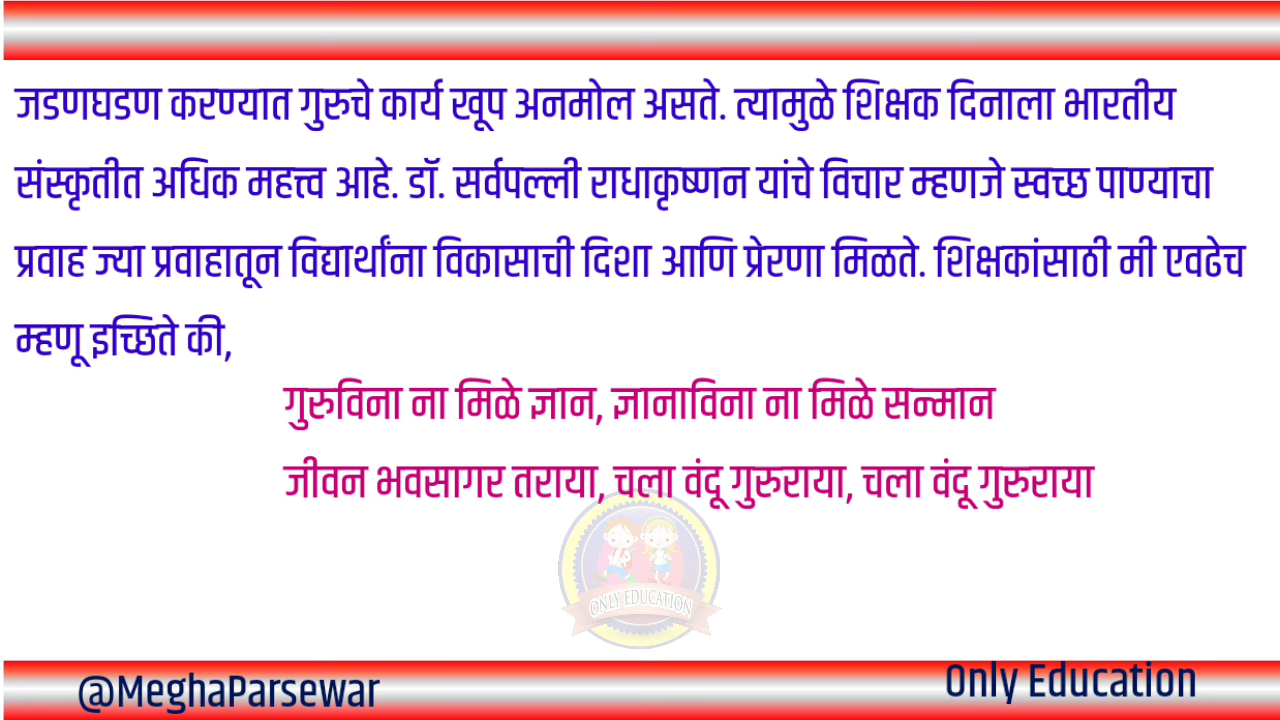 जडणघडण करण्यात गुरुचे कार्य खूप अनमोल असते. त्यामुळे शिक्षक दिनाला भारतीय
संस्कृतीत अधिक महत्त्व आहे. डॉ. सर्वपल्ली राधाकृष्णन यांचे विचार म्हणजे स्वच्छ पाण्याचा
प्रवाह ज्या प्रवाहातून विद्यार्थांना विकासाची दिशा आणि प्रेरणा मिळते. शिक्षकांसाठी मी एवढेच
म्हणू इच्छिते की,
गुरुविना ना मिळे ज्ञान, ज्ञानाविना ना मिळे सन्मान
जीवन भवसागर तराया, चला वंदू गुरुराया, चला वंदू गुरुराया
ONLY EDUCATION
@MeghaParsewar
Only Education